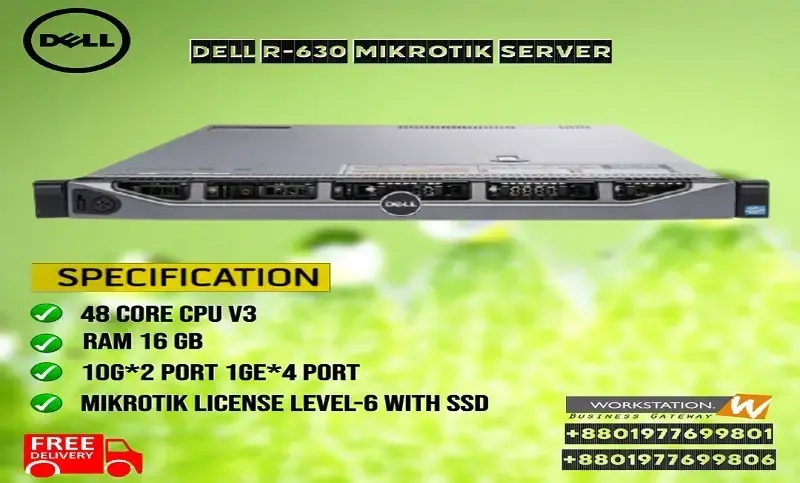 DELL
DELL R-630 MIKROTIK SERVER
DELL
SPECIFICATION
48 CORE CPU V3
RAM 16 GB
10G*2 PORT 1GE*4 PORT
MIKROTIK LICENSE LEVEL-6 WITH SSD
FREE
DELIVERY
WORKSTATION. W
BUSINESS GATEWAY
+8801977699801
+8801977699806